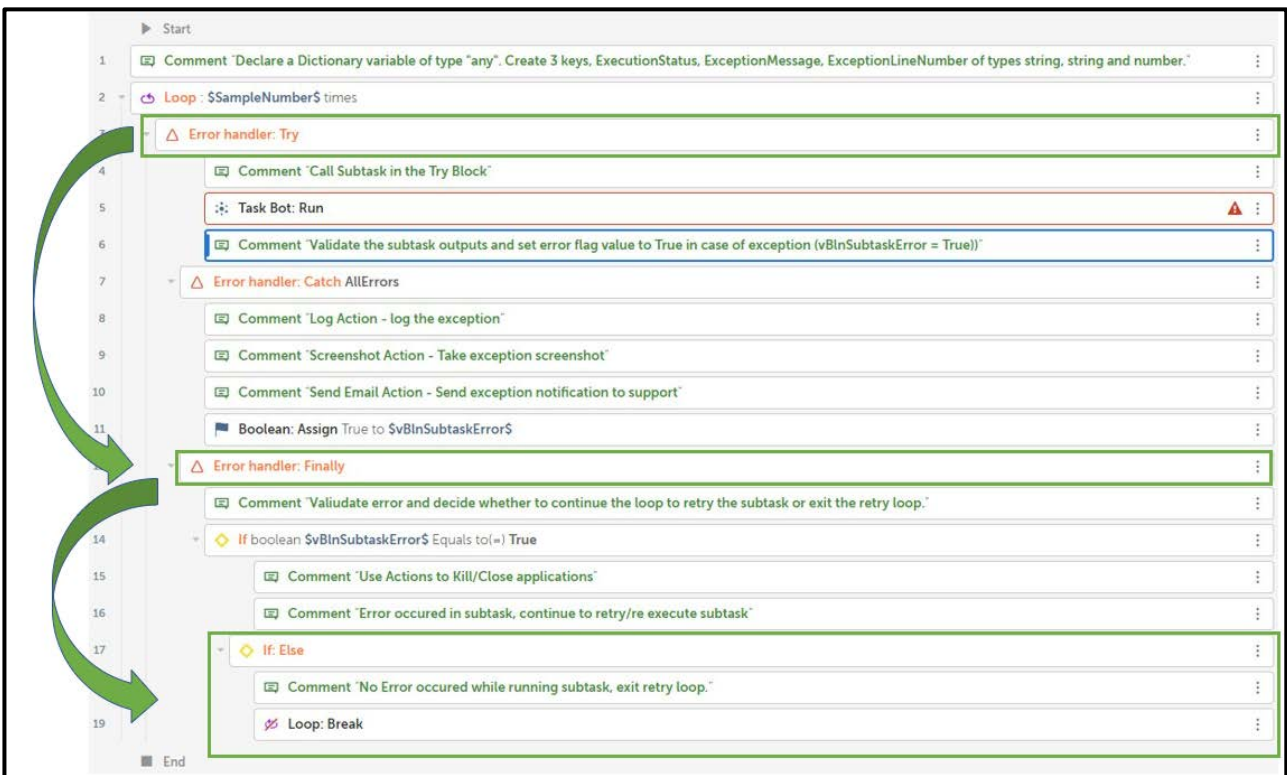 Start
1 Comment "Declare a Dictionary variable of type "any". Create 3 keys, ExecutionStatus, ExceptionMessage, ExceptionLineNumber of types string, string and number."
2 Loop : $SampleNumber$ times
Error handler: Try
4 Comment "Call Subtask in the Try Block"
5 Task Bot: Run
6 Comment "Validate the subtask outputs and set error flag value to True in case of exception (vBlnSubtaskError = True))"
7 Error handler: Catch AllErrors
8 Comment "Log Action - log the exception"
9 Comment "Screenshot Action - Take exception screenshot"
10 Comment "Send Email Action - Send exception notification to support"
11 Boolean: Assign True to $vBlnSubtaskError$
Error handler: Finally
Comment "Valiudate error and decide whether to continue the loop to retry the subtask or exit the retry loop."
14 If boolean $vBlnSubtaskError$ Equals to(=) True
15 Comment "Use Actions to Kill/Close applications"
16 Comment "Error occured in subtask, continue to retry/re execute subtask"
17 If: Else
Comment "No Error occured while running subtask, exit retry loop."
19 Loop: Break
End